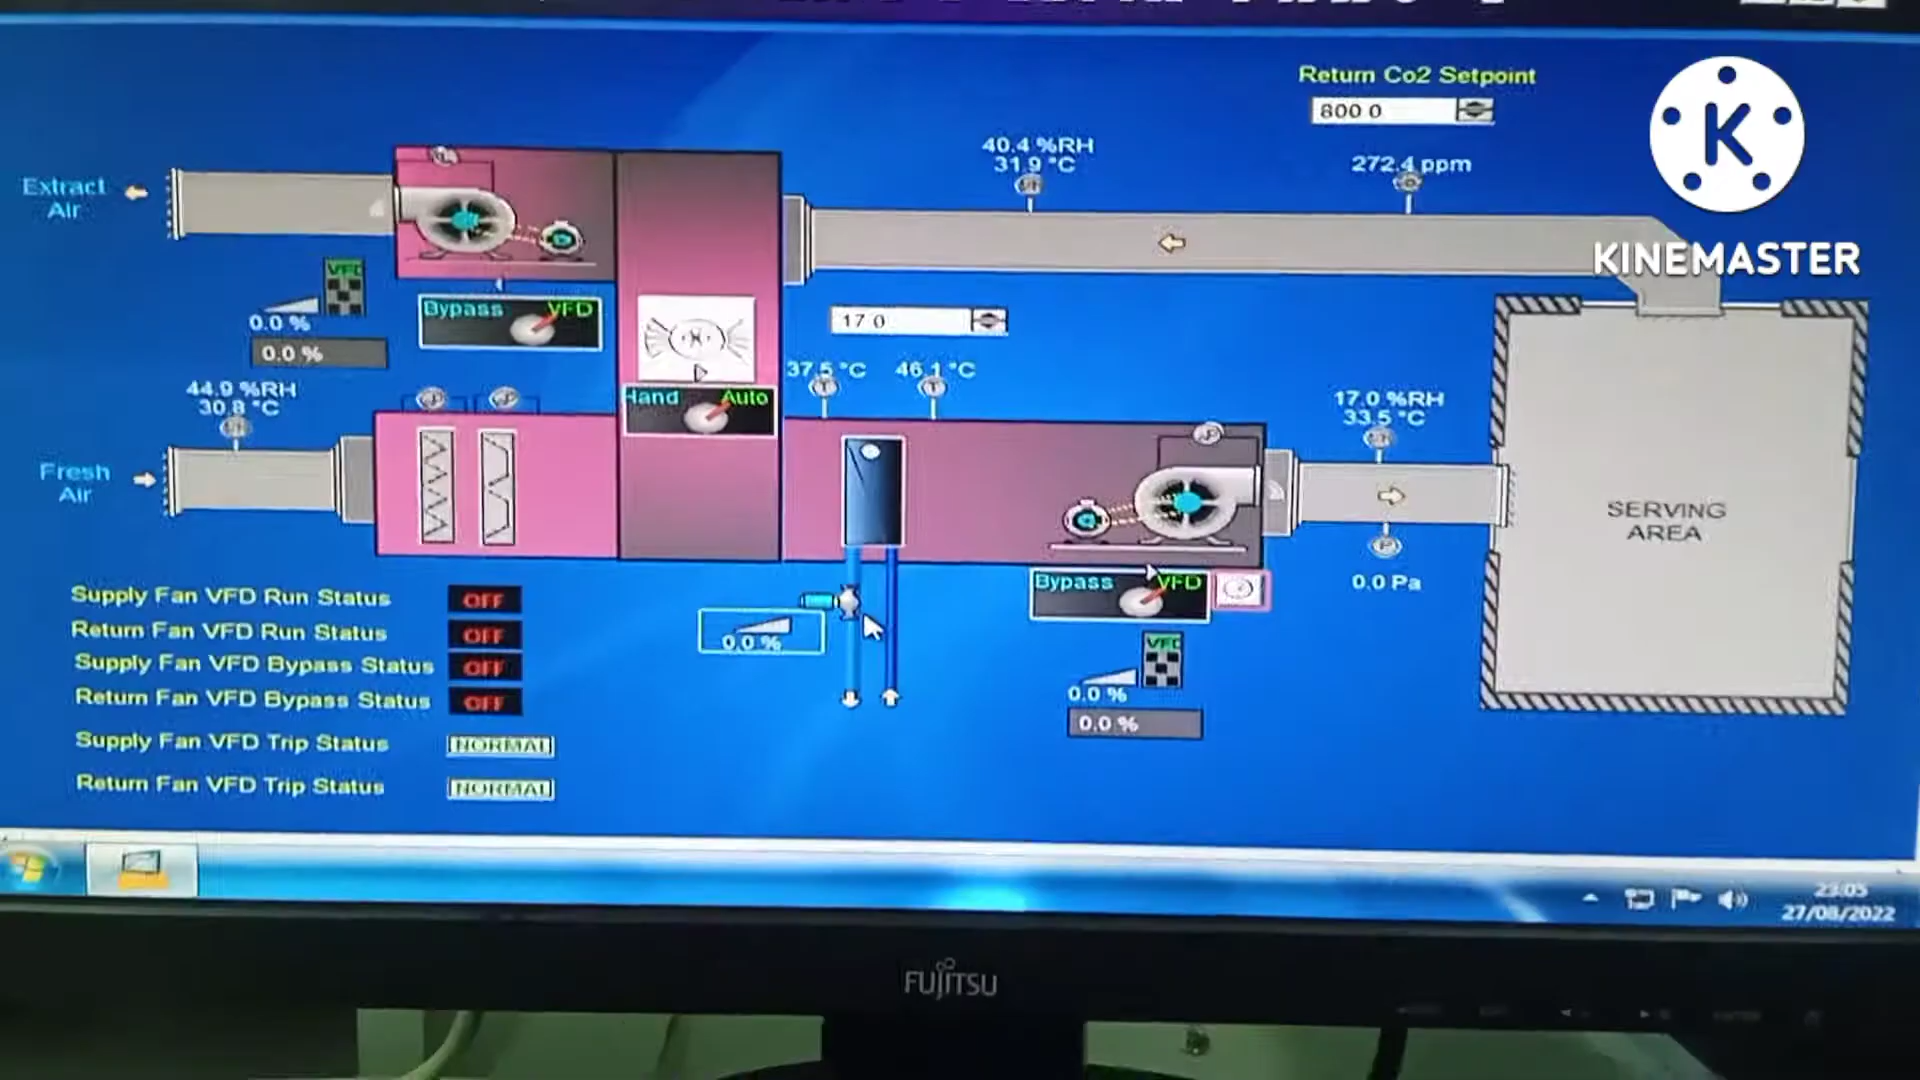 Return Co2 Setpoint
800 0
KINEMASTER
40.4 %RH
31.9 °C
272.4 ppm
Extract
Air
VFD
0.0 %
0.0 %
Bypass VFD
17 0
37.5 °C
46.1 °C
Hand Auto
44.9 %RH
30.8 °C
Fresh
Air
17.0 %RH
33.5 °C
SERVING
AREA
0.0 Pa
Bypass VFD
0.0 %
VFD
0.0 %
0.0 %
Supply Fan VFD Run Status OFF
Return Fan VFD Run Status OFF
Supply Fan VFD Bypass Status OFF
Return Fan VFD Bypass Status OFF
Supply Fan VFD Trip Status NORMAL
Return Fan VFD Trip Status NORMAL
23:05
27/08/2022
FUJITSU